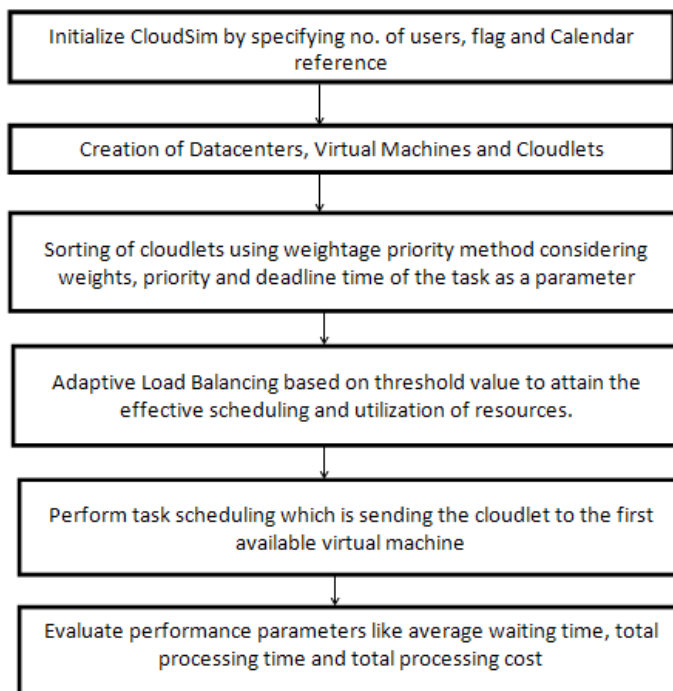 Initialize CloudSim by specifying no. of users, flag and Calendar
reference
Creation of Datacenters, Virtual Machines and Cloudlets
Sorting of cloudlets using weightage priority method considering
weights, priority and deadline time of the task as a parameter
Adaptive Load Balancing based on threshold value to attain the
effective scheduling and utilization of resources.
Perform task scheduling which is sending the cloudlet to the first
available virtual machine
Evaluate performance parameters like average waiting time, total
processing time and total processing cost